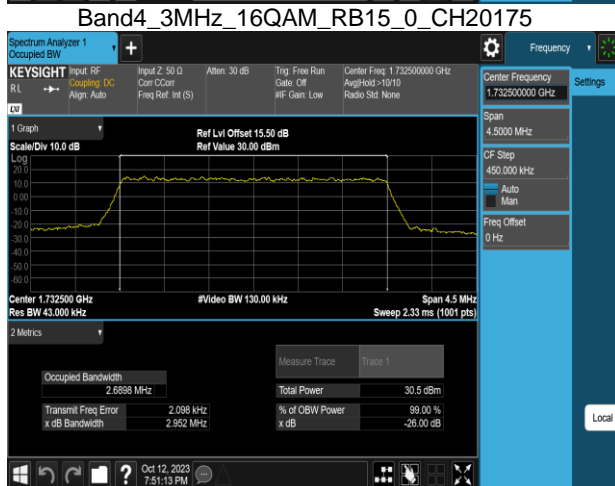 Band4_3MHz_16QAM_RB15_0_CH20175
Spectrum Analyzer 1
Occupied BW
Frequency
KEYSIGHT Input: RF Input Z: 50 Ω Atten: 30 dB Trig: Free Run Center Freq: 1.732500000 GHz
RL Coupling: DC Corr CCorr Gate: Off Avg|Hold:>10/10
Align: Auto Freq Ref: Int (S) #IF Gain: Low Radio Std: None
LXI
Center Frequency
1.732500000 GHz
Settings
Span
4.5000 MHz
CF Step
450.000 kHz
Auto
Man
Freq Offset
0 Hz
1 Graph
Ref Lvl Offset 15.50 dB
Scale/Div 10.0 dB Ref Value 30.00 dBm
Log
20.0
10.0
0.00
-10.0
-20.0
-30.0
-40.0
-50.0
-60.0
Center 1.732500 GHz #Video BW 130.00 kHz Span 4.5 MHz
Res BW 43.000 kHz Sweep 2.33 ms (1001 pts)
2 Metrics
Measure Trace Trace 1
Occupied Bandwidth
2.6898 MHz Total Power 30.5 dBm
Transmit Freq Error 2.098 kHz % of OBW Power 99.00 %
x dB Bandwidth 2.952 MHz x dB -26.00 dB
Local
? Oct 12, 2023
7:51:13 PM